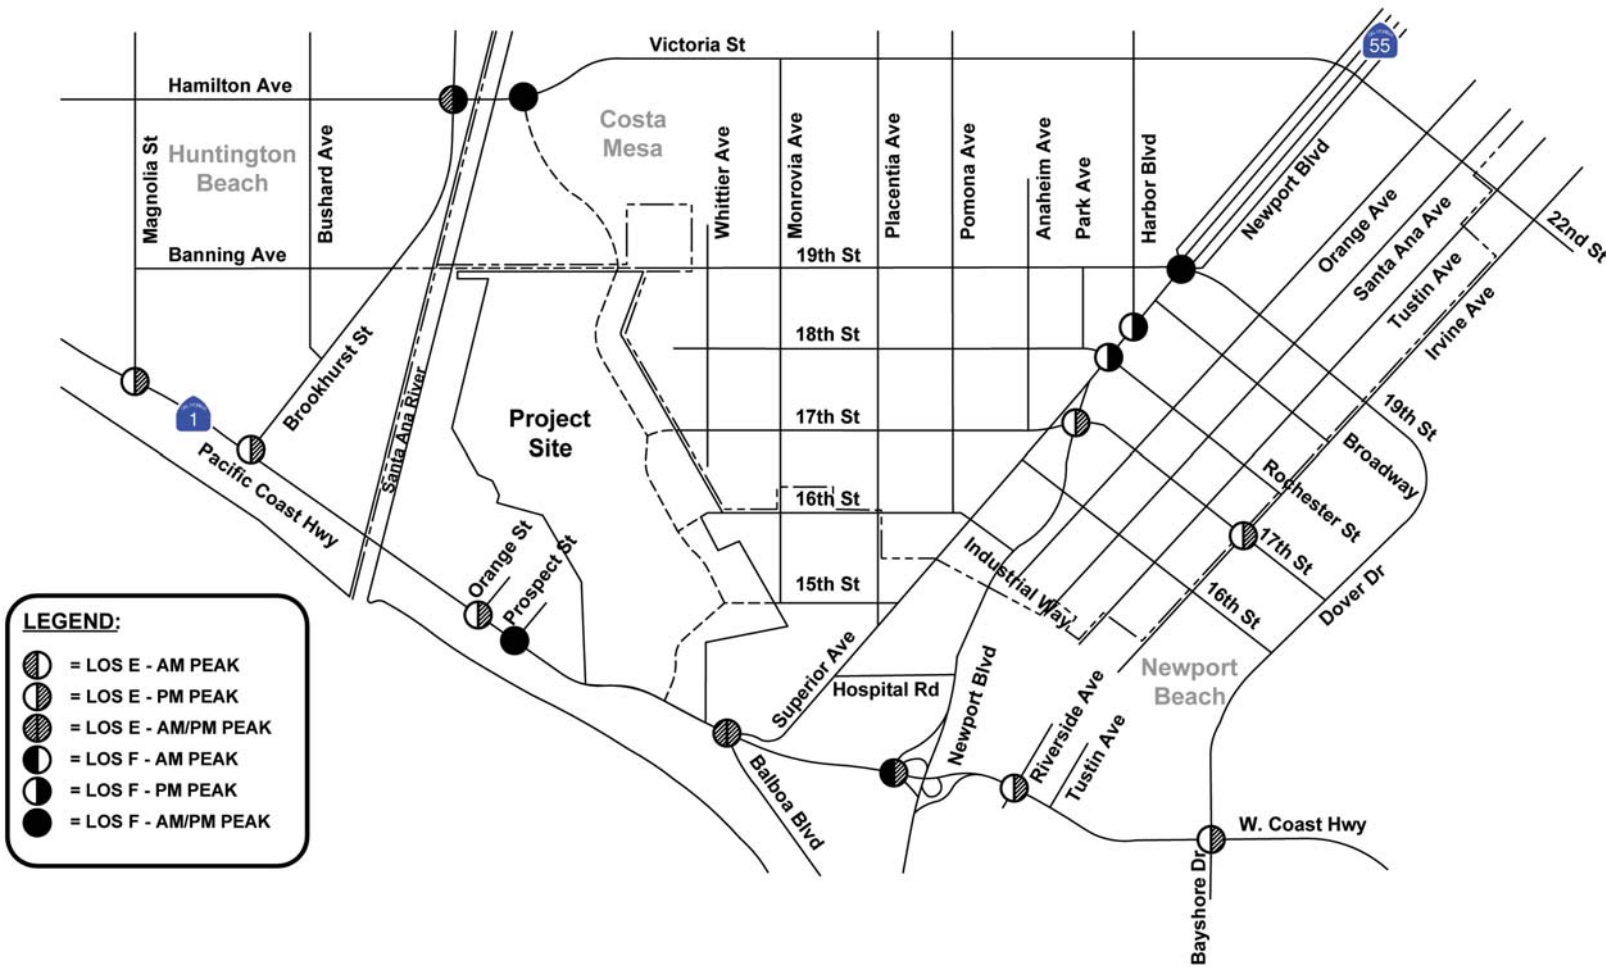 Victoria St
55
Hamilton Ave
Costa
Mesa
Huntington
Beach
Magnolia St
Bushard Ave
Whittier Ave
Monrovia Ave
Placentia Ave
Pomona Ave
Anaheim Ave
Park Ave
Harbor Blvd
Newport Blvd
Orange Ave
Santa Ana Ave
Tustin Ave
Irvine Ave
22nd St
Banning Ave
19th St
18th St
Brookhurst St
Santa Ana River
1
Pacific Coast Hwy
Project
Site
17th St
19th St
Broadway
Rochester St
17th St
16th St
16th St
Dover Dr
Industrial Way
Orange St
Prospect St
15th St
Superior Ave
Hospital Rd
Newport Blvd
Newport
Beach
Riverside Ave
Tustin Ave
Balboa Blvd
W. Coast Hwy
Bayshore Dr
LEGEND:
= LOS E - AM PEAK
= LOS E - PM PEAK
= LOS E - AM/PM PEAK
= LOS F - AM PEAK
= LOS F - PM PEAK
= LOS F - AM/PM PEAK